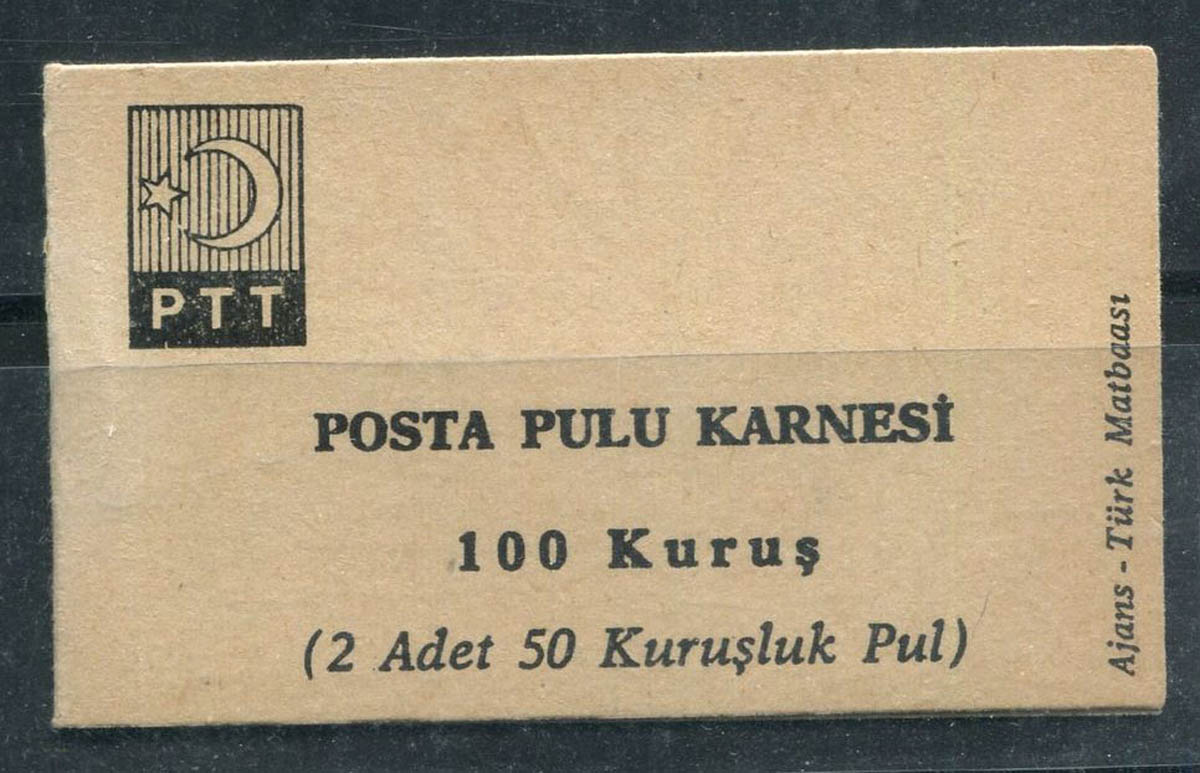 PTT
POSTA PULU KARNESİ
100 Kuruş
(2 Adet 50 Kuruşluk Pul)
Ajans - Türk Matbaası